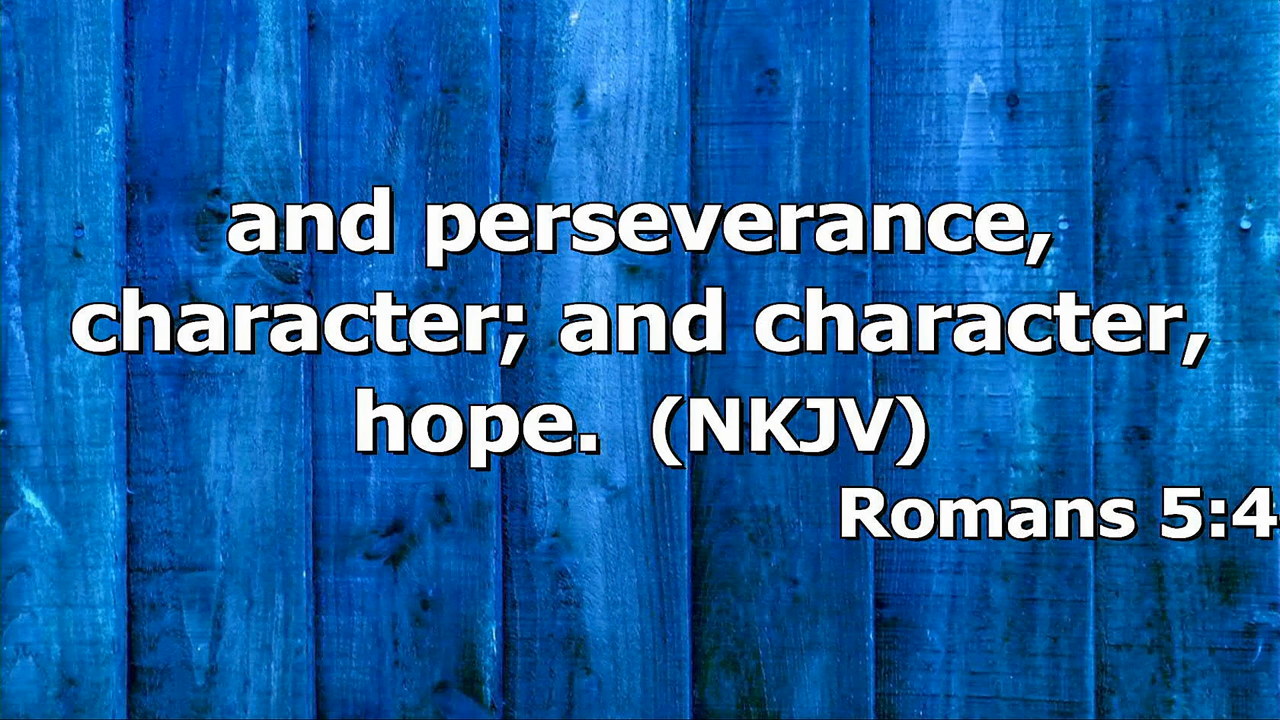 and perseverance,
character; and character,
hope.  (NKJV)
Romans 5:4